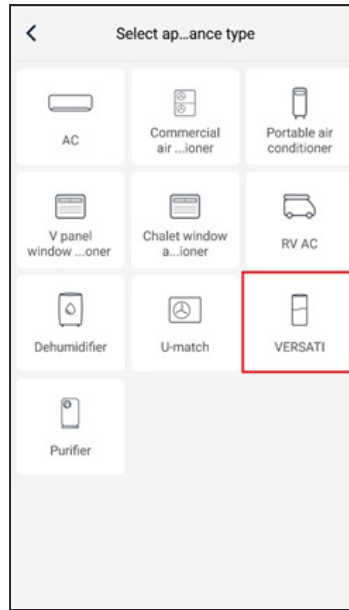 Select ap...ance type
AC
Commercial
air ...ioner
Portable air
conditioner
V panel
window ...oner
Chalet window
a...ioner
RV AC
Dehumidifier
U-match
VERSATI
Purifier